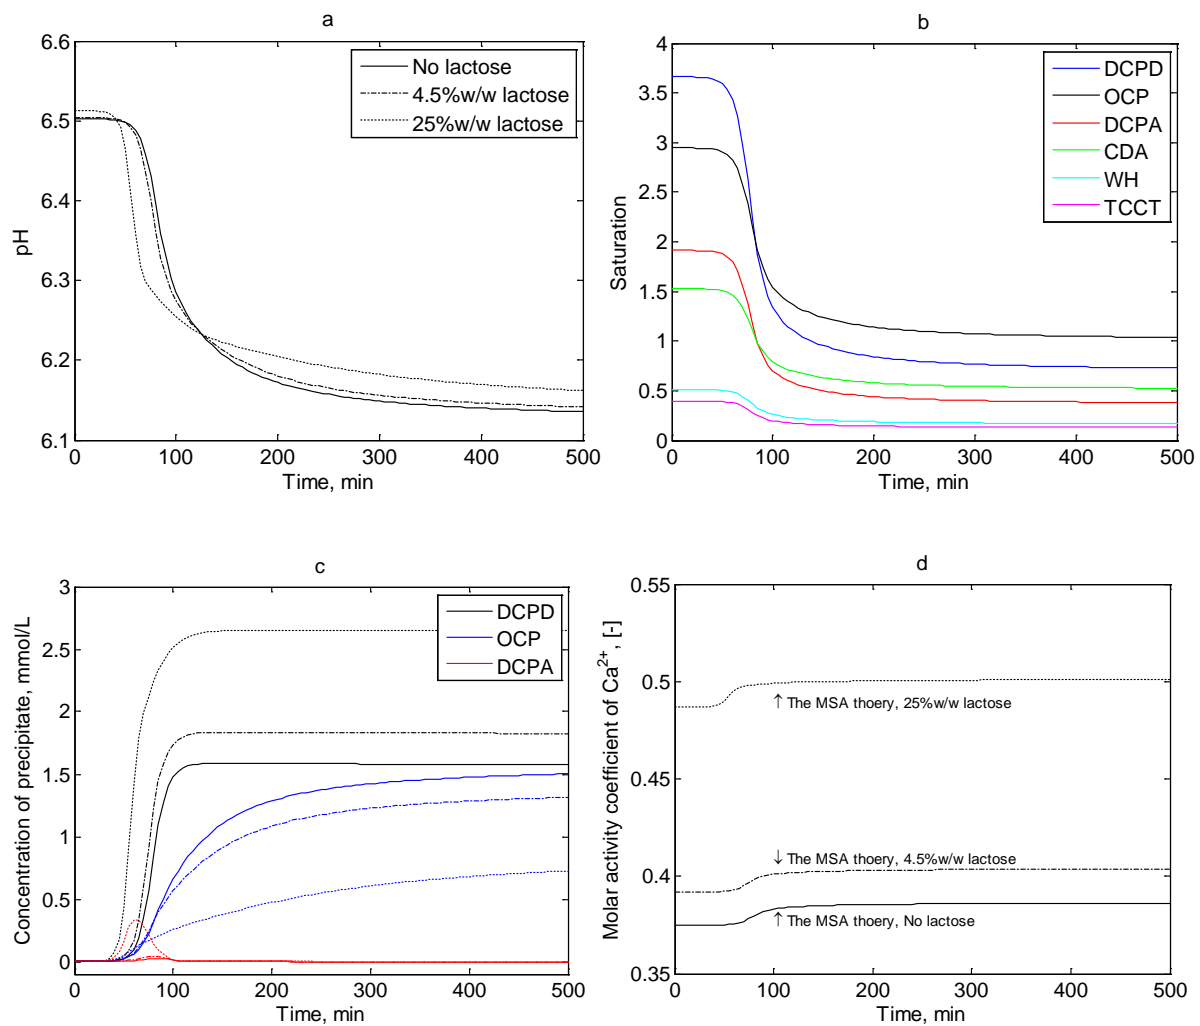 a
6.6
6.5
6.4
6.3
6.2
6.1
pH
No lactose
4.5%w/w lactose
25%w/w lactose
0 100 200 300 400 500
Time, min
b
4
3.5
3
2.5
2
1.5
1
0.5
0
Saturation
DCPD
OCP
DCPA
CDA
WH
TCCT
0 100 200 300 400 500
Time, min
c
3
2.5
2
1.5
1
0.5
0
Concentration of precipitate, mmol/L
DCPD
OCP
DCPA
0 100 200 300 400 500
Time, min
d
0.55
0.5
0.45
0.4
0.35
Molar activity coefficient of Ca²⁺, [-]
↑ The MSA thoery, 25%w/w lactose
↓ The MSA thoery, 4.5%w/w lactose
↑ The MSA thoery, No lactose
0 100 200 300 400 500
Time, min